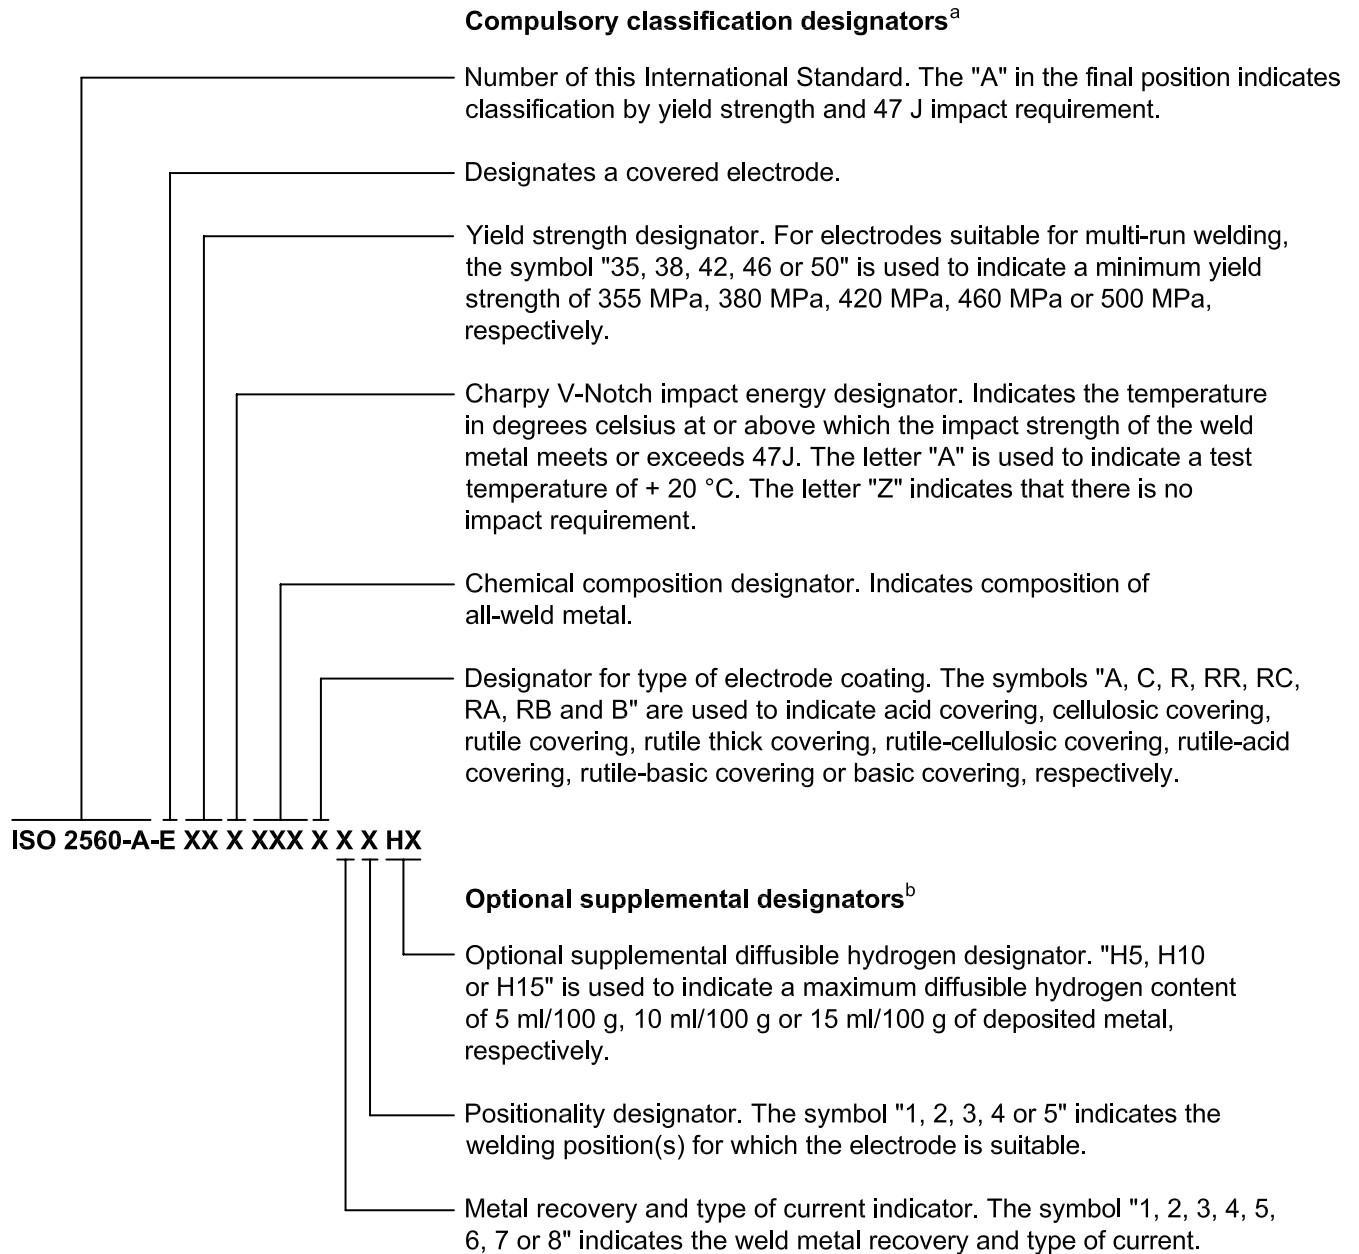 Compulsory classification designatorsa
Number of this International Standard. The "A" in the final position indicates
classification by yield strength and 47 J impact requirement.
Designates a covered electrode.
Yield strength designator. For electrodes suitable for multi-run welding,
the symbol "35, 38, 42, 46 or 50" is used to indicate a minimum yield
strength of 355 MPa, 380 MPa, 420 MPa, 460 MPa or 500 MPa,
respectively.
Charpy V-Notch impact energy designator. Indicates the temperature
in degrees celsius at or above which the impact strength of the weld
metal meets or exceeds 47J. The letter "A" is used to indicate a test
temperature of + 20 °C. The letter "Z" indicates that there is no
impact requirement.
Chemical composition designator. Indicates composition of
all-weld metal.
Designator for type of electrode coating. The symbols "A, C, R, RR, RC,
RA, RB and B" are used to indicate acid covering, cellulosic covering,
rutile covering, rutile thick covering, rutile-cellulosic covering, rutile-acid
covering, rutile-basic covering or basic covering, respectively.
ISO 2560-A-E XX X XXX X X X HX
Optional supplemental designatorsb
Optional supplemental diffusible hydrogen designator. "H5, H10
or H15" is used to indicate a maximum diffusible hydrogen content
of 5 ml/100 g, 10 ml/100 g or 15 ml/100 g of deposited metal,
respectively.
Positionality designator. The symbol "1, 2, 3, 4 or 5" indicates the
welding position(s) for which the electrode is suitable.
Metal recovery and type of current indicator. The symbol "1, 2, 3, 4, 5,
6, 7 or 8" indicates the weld metal recovery and type of current.